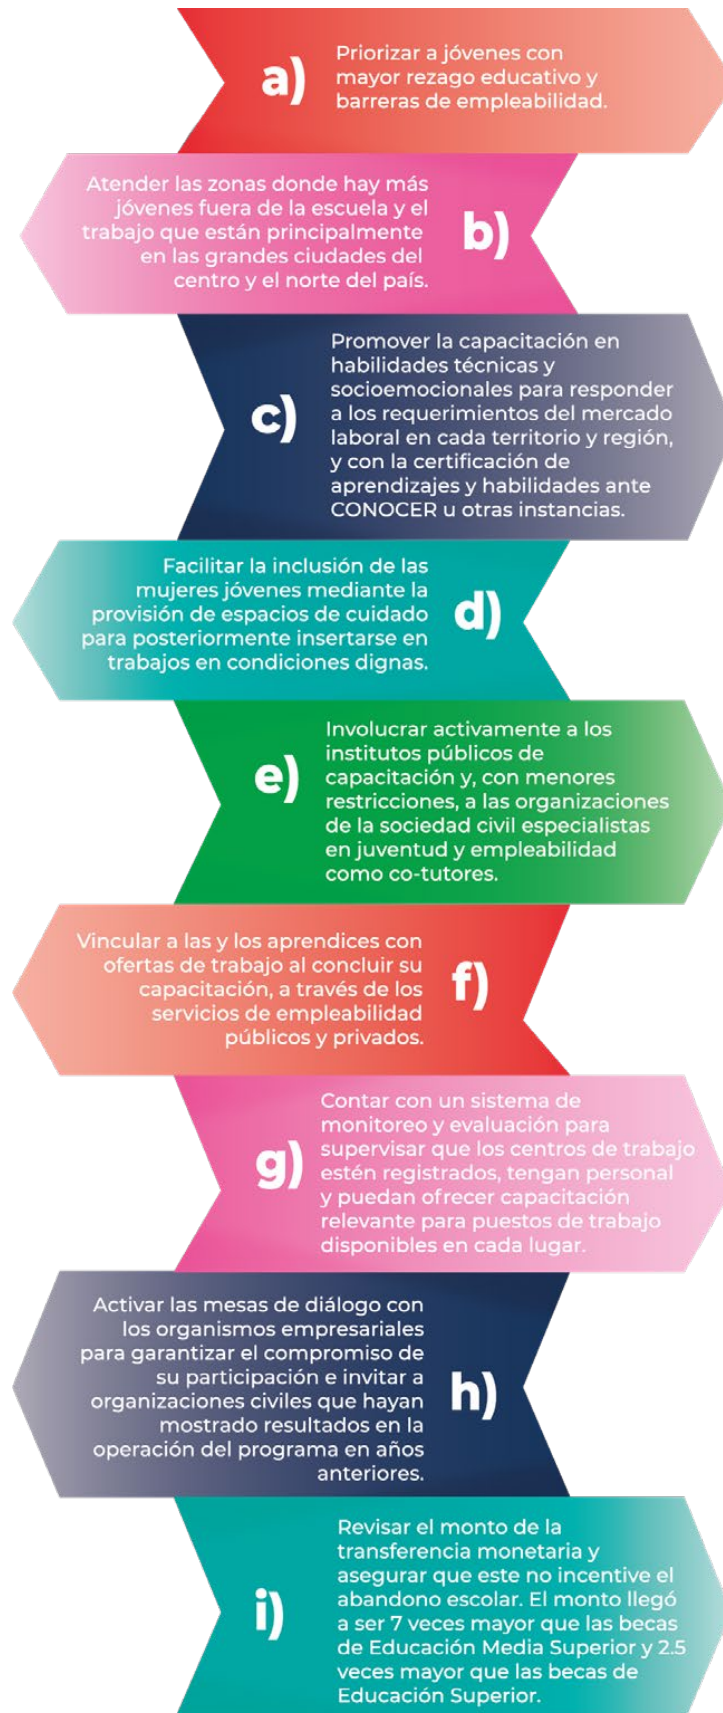 a)
Priorizar a jóvenes con
mayor rezago educativo y
barreras de empleabilidad.
Atender las zonas donde hay más
jóvenes fuera de la escuela y el
trabajo que están principalmente
en las grandes ciudades del
centro y el norte del país.
b)
c)
Promover la capacitación en
habilidades técnicas y
socioemocionales para responder
a los requerimientos del mercado
laboral en cada territorio y región,
y con la certificación de
aprendizajes y habilidades ante
CONOCER u otras instancias.
Facilitar la inclusión de las
mujeres jóvenes mediante la
provisión de espacios de cuidado
para posteriormente insertarse en
trabajos en condiciones dignas.
d)
e)
Involucrar activamente a los
institutos públicos de
capacitación y, con menores
restricciones, a las organizaciones
de la sociedad civil especialistas
en juventud y empleabilidad
como co-tutores.
Vincular a las y los aprendices con
ofertas de trabajo al concluir su
capacitación, a través de los
servicios de empleabilidad
públicos y privados.
f)
g)
Contar con un sistema de
monitoreo y evaluación para
supervisar que los centros de trabajo
estén registrados, tengan personal
y puedan ofrecer capacitación
relevante para puestos de trabajo
disponibles en cada lugar.
Activar las mesas de diálogo con
los organismos empresariales
para garantizar el compromiso de
su participación e invitar a
organizaciones civiles que hayan
mostrado resultados en la
operación del programa en años
anteriores.
h)
i)
Revisar el monto de la
transferencia monetaria y
asegurar que este no incentive el
abandono escolar. El monto llegó
a ser 7 veces mayor que las becas
de Educación Media Superior y 2.5
veces mayor que las becas de
Educación Superior.